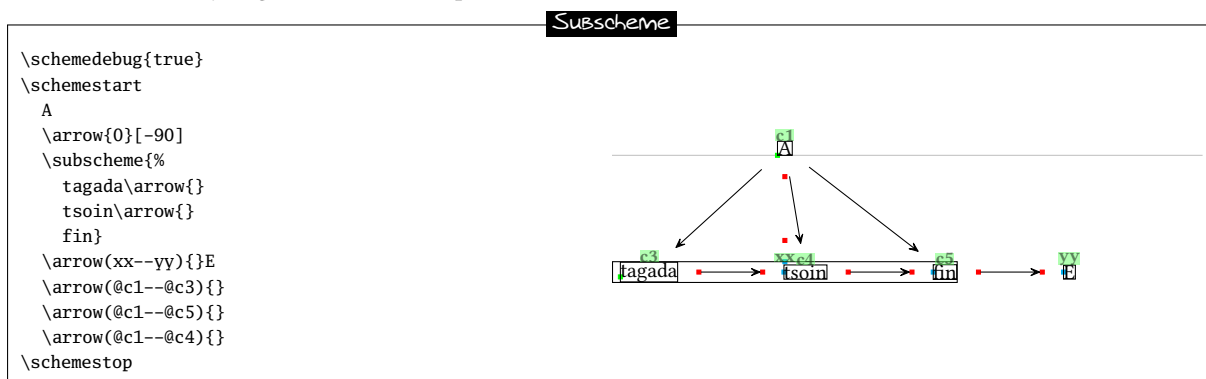 Subscheme
\schemedebug{true}
\schemestart
A
\arrow{0}[-90]
\subscheme{%
tagada\arrow{}
tsoin\arrow{}
fin}
\arrow(xx--yy){}E
\arrow(@c1--@c3){}
\arrow(@c1--@c5){}
\arrow(@c1--@c4){}
\schemestop
c1
A
c3 xx c4 c5 yy
tagada tsoin fin E